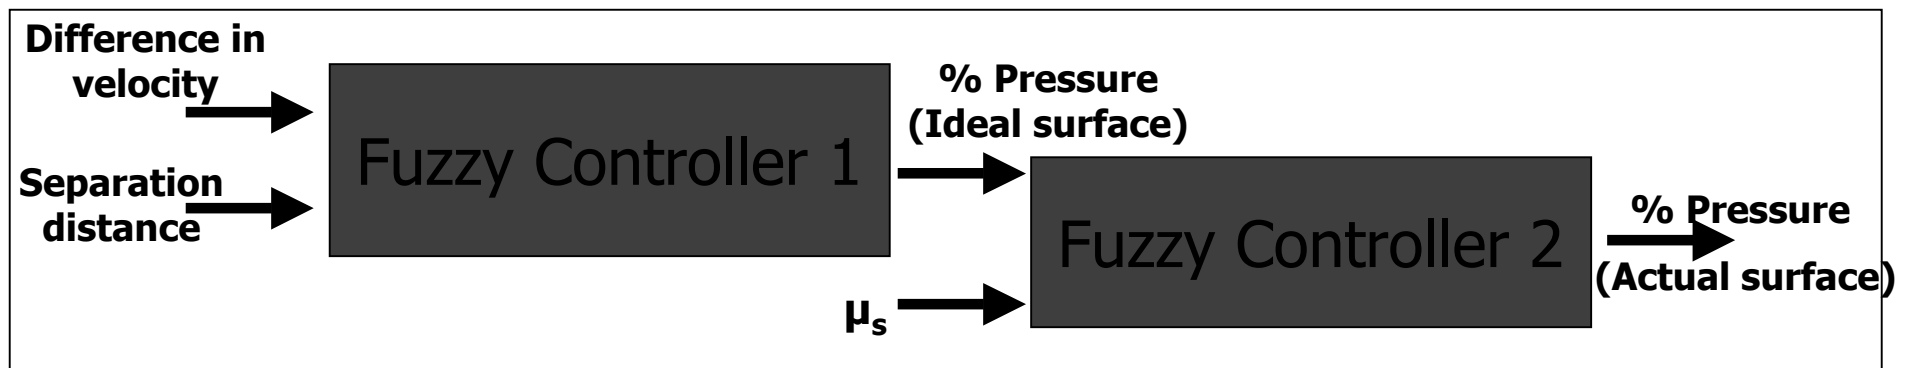 Difference in
velocity
Separation
distance
Fuzzy Controller 1
% Pressure
(Ideal surface)
μs
Fuzzy Controller 2
% Pressure
(Actual surface)